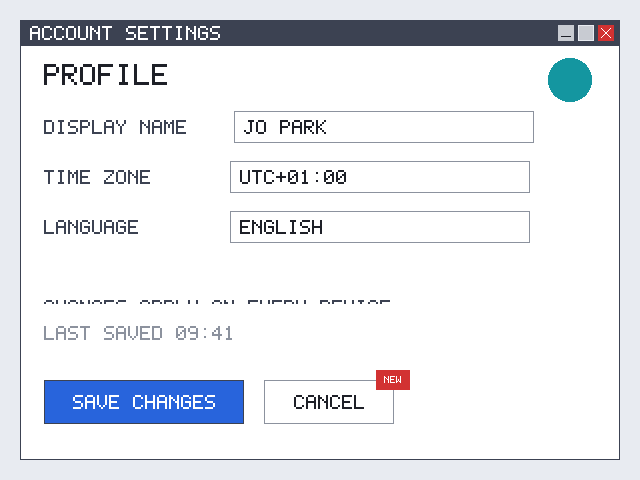 ACCOUNT SETTINGS
PROFILE
DISPLAY NAME JO PARK
TIME ZONE UTC+01:00
LANGUAGE ENGLISH
LAST SAVED 09:41
NEW
SAVE CHANGES CANCEL